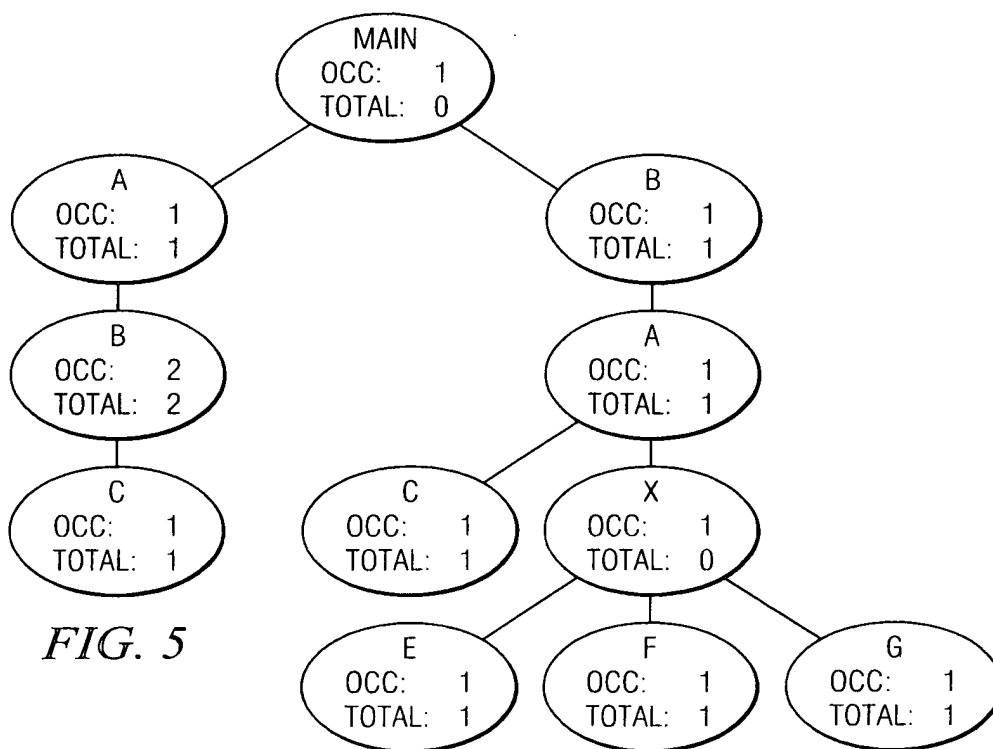 MAIN
OCC: 1
TOTAL: 0
A
OCC: 1
TOTAL: 1
B
OCC: 1
TOTAL: 1
B
OCC: 2
TOTAL: 2
A
OCC: 1
TOTAL: 1
C
OCC: 1
TOTAL: 1
C
OCC: 1
TOTAL: 1
X
OCC: 1
TOTAL: 0
FIG. 5
E
OCC: 1
TOTAL: 1
F
OCC: 1
TOTAL: 1
G
OCC: 1
TOTAL: 1